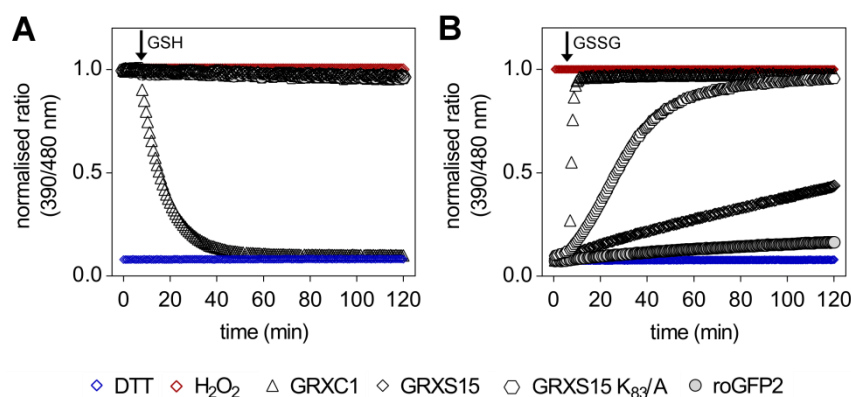 A
B
GSH
GSSG
normalised ratio
(390/480 nm)
1.0
0.5
0.0
0 20 40 60 80 100 120
time (min)
normalised ratio
(390/480 nm)
1.0
0.5
0.0
0 20 40 60 80 100 120
time (min)
DTT H₂O₂ GRXC1 GRXS15 GRXS15 K₈₃/A roGFP2